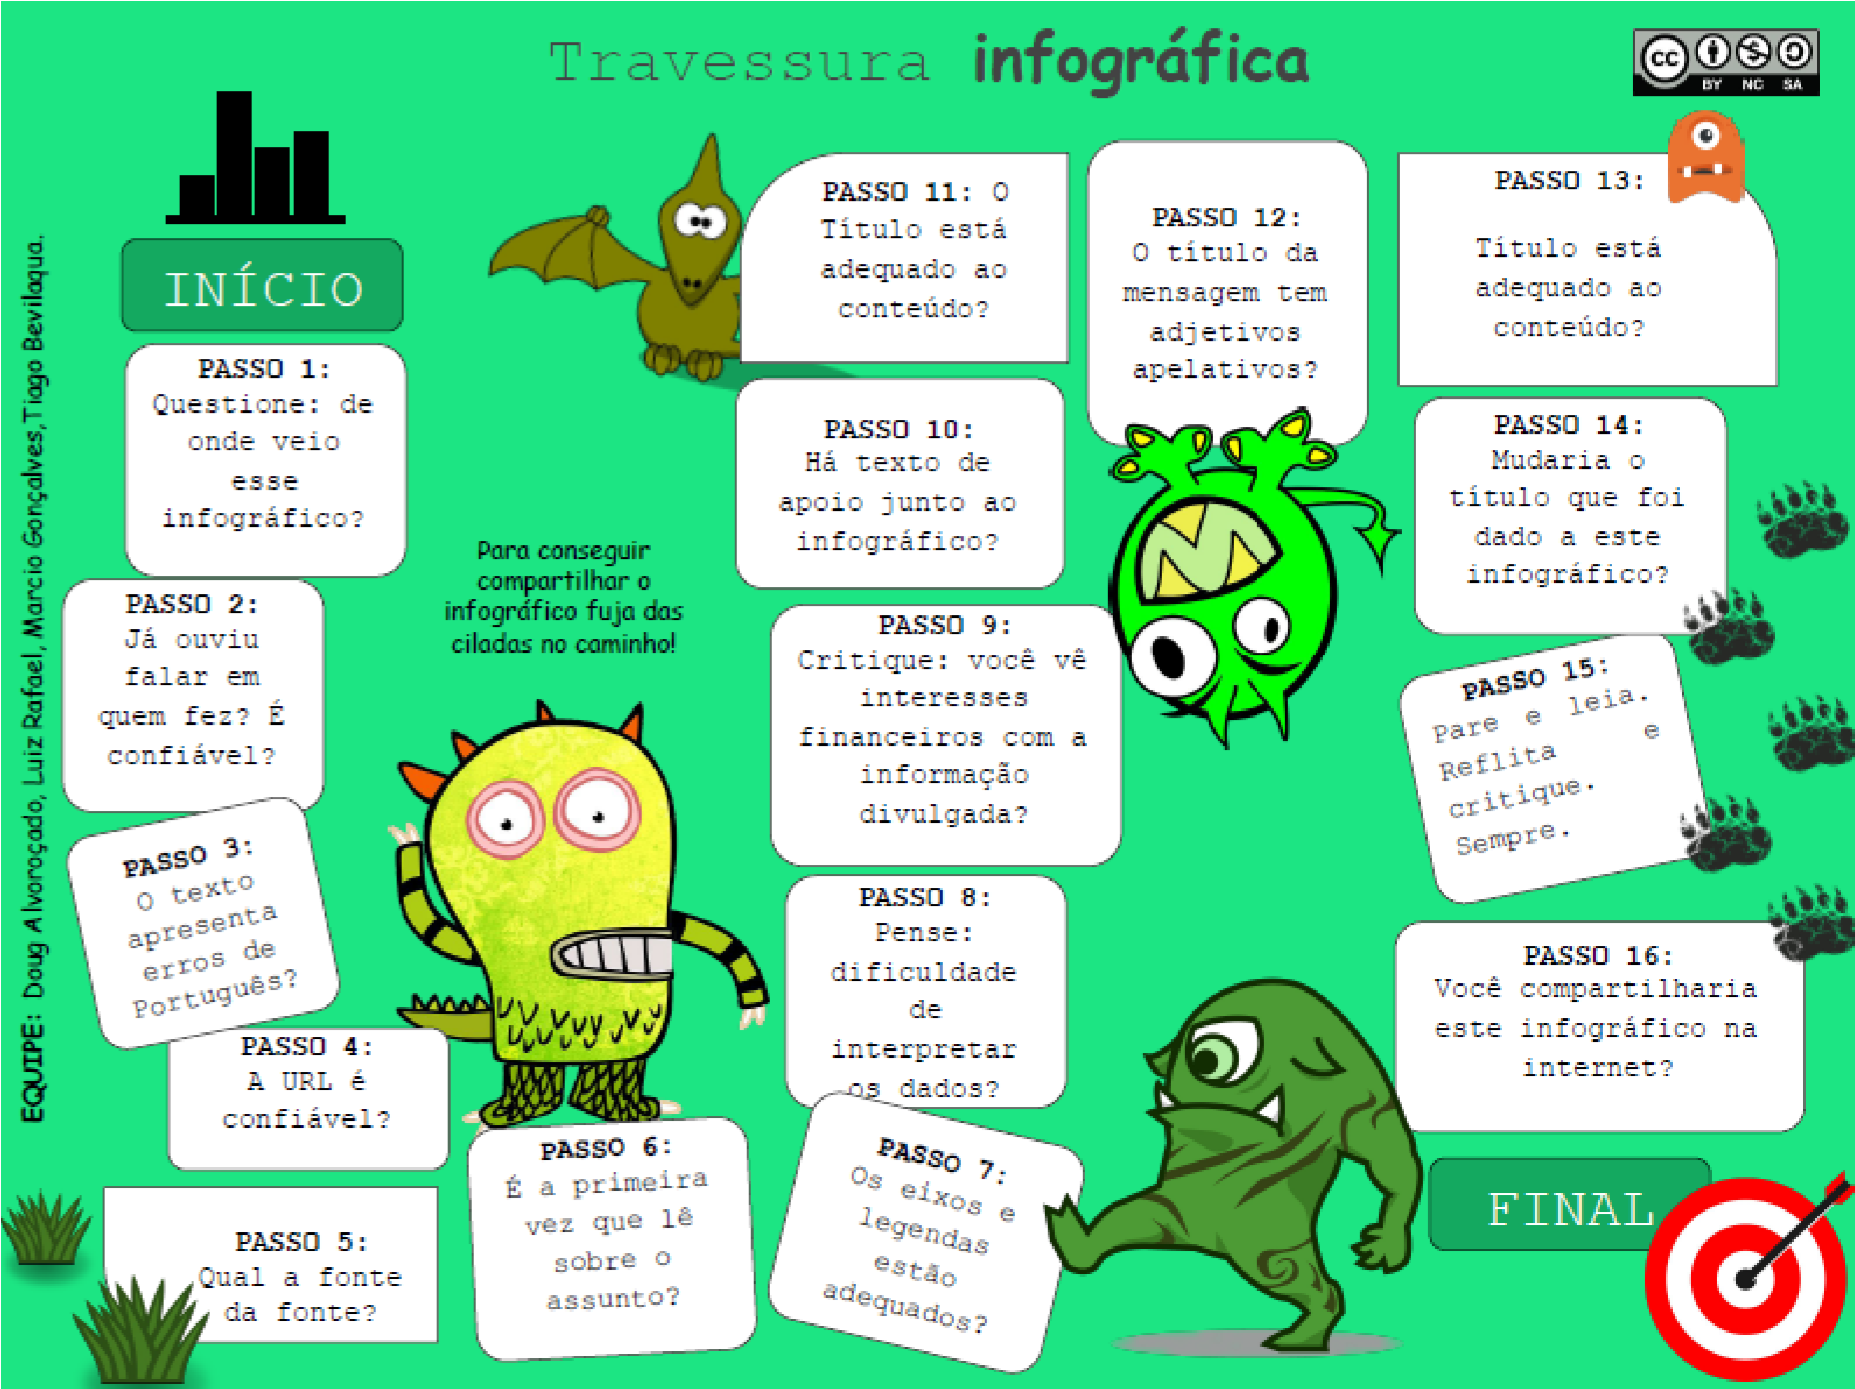 Travessura infográfica
CC
BY NC SA
EQUIPE: Doug Alvoroçado, Luiz Rafael, Marcio Gonçalves,Tiago Bevilaqua.
INÍCIO
PASSO 1:
Questione: de
onde veio
esse
infográfico?
PASSO 2:
Já ouviu
falar em
quem fez? É
confiável?
PASSO 3:
O texto
apresenta
erros de
Português?
PASSO 4:
A URL é
confiável?
PASSO 5:
Qual a fonte
da fonte?
Para conseguir
compartilhar o
infográfico fuja das
ciladas no caminho!
PASSO 6:
É a primeira
vez que lê
sobre o
assunto?
PASSO 7:
Os eixos e
legendas
estão
adequados?
PASSO 8:
Pense:
dificuldade
de
interpretar
os dados?
PASSO 9:
Critique: você vê
interesses
financeiros com a
informação
divulgada?
PASSO 10:
Há texto de
apoio junto ao
infográfico?
PASSO 11: O
Título está
adequado ao
conteúdo?
PASSO 12:
O título da
mensagem tem
adjetivos
apelativos?
PASSO 13:
Título está
adequado ao
conteúdo?
PASSO 14:
Mudaria o
título que foi
dado a este
infográfico?
PASSO 15:
Pare e leia.
Reflita e
critique.
Sempre.
PASSO 16:
Você compartilharia
este infográfico na
internet?
FINAL